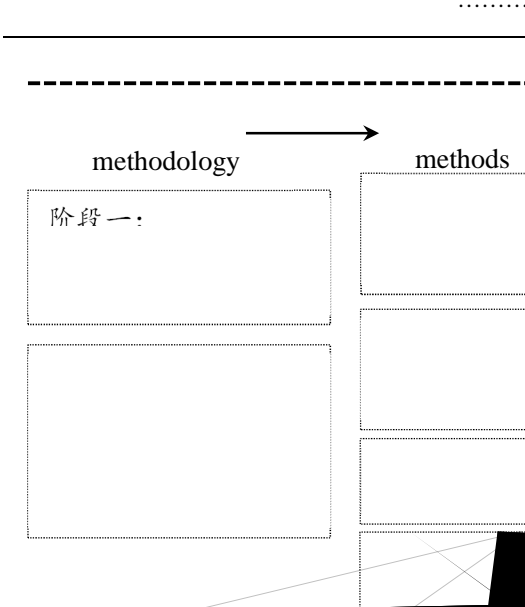 ………
methodology
methods
阶段一: